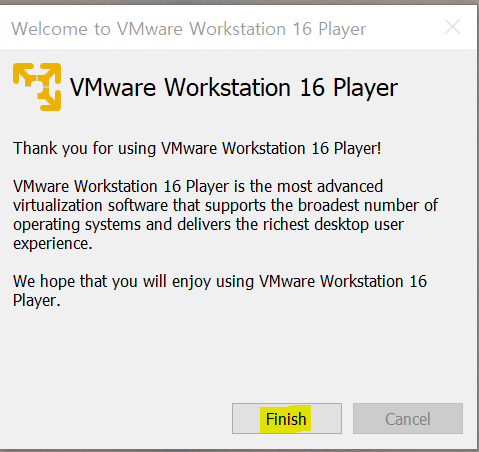 Welcome to VMware Workstation 16 Player
VMware Workstation 16 Player
Thank you for using VMware Workstation 16 Player!
VMware Workstation 16 Player is the most advanced
virtualization software that supports the broadest number of
operating systems and delivers the richest desktop user
experience.
We hope that you will enjoy using VMware Workstation 16
Player.
Finish
Cancel